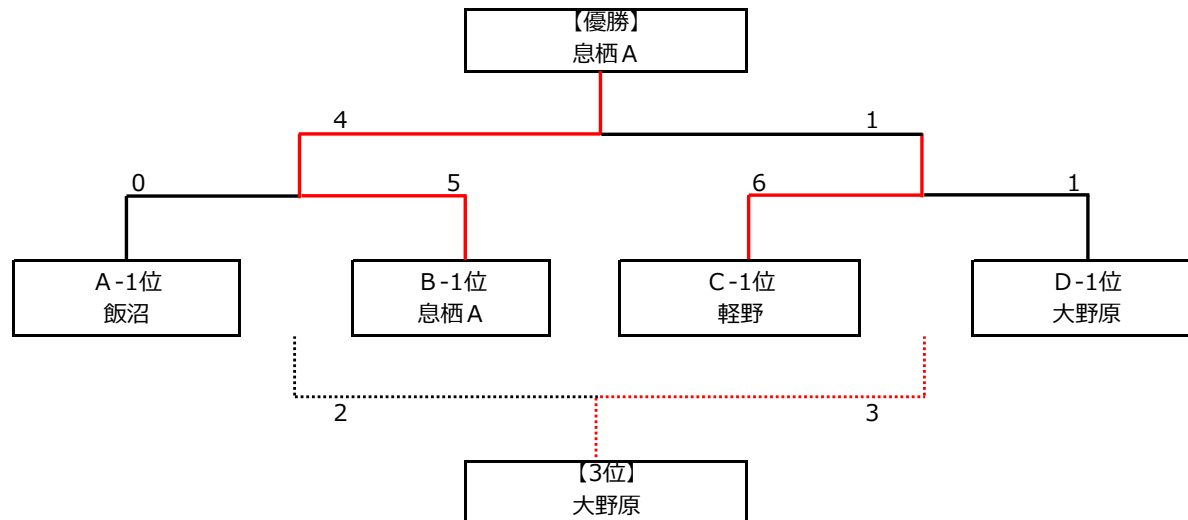 【優勝】
息栖Ａ
4
1
0
5
6
1
Ａ-1位
飯沼
Ｂ-1位
息栖Ａ
Ｃ-1位
軽野
Ｄ-1位
大野原
2
3
【3位】
大野原